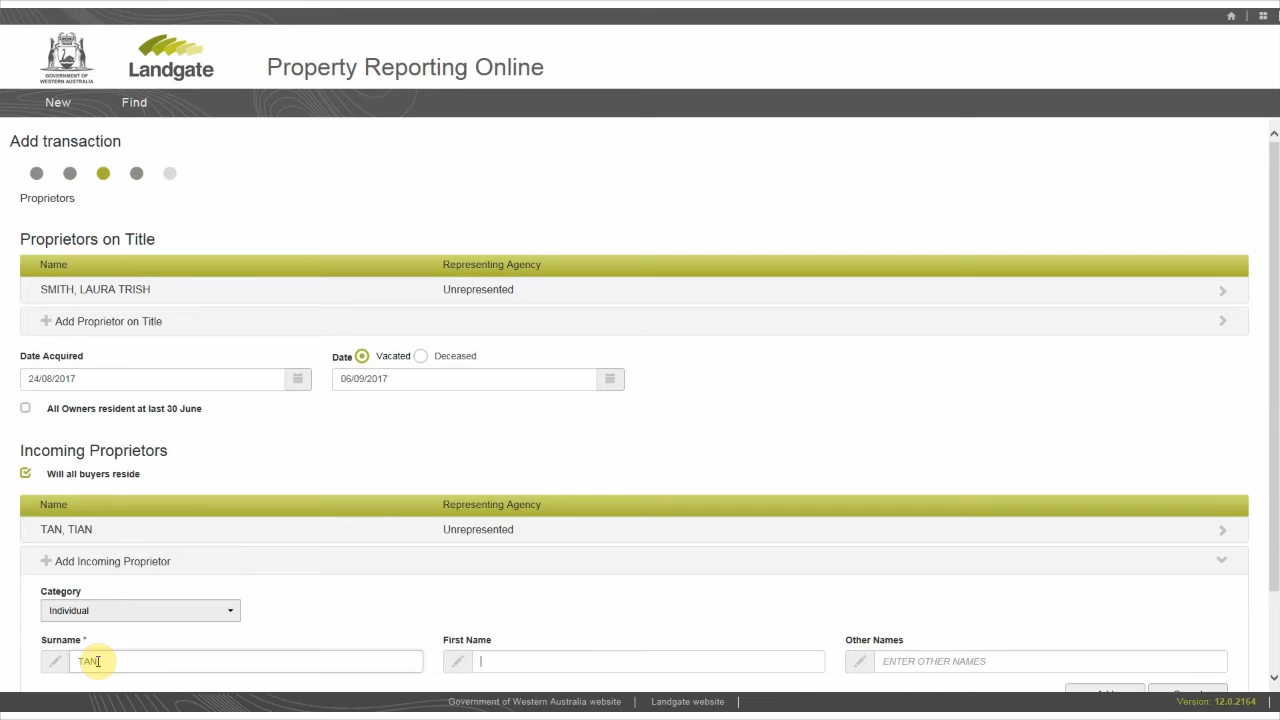 GOVERNMENT OF
WESTERN AUSTRALIA
Landgate
Property Reporting Online
New Find
Add transaction
Proprietors
Proprietors on Title
Name Representing Agency
SMITH, LAURA TRISH Unrepresented
Add Proprietor on Title
Date Acquired Date Vacated Deceased
24/08/2017 06/09/2017
All Owners resident at last 30 June
Incoming Proprietors
Will all buyers reside
Name Representing Agency
TAN, TIAN Unrepresented
Add Incoming Proprietor
Category
Individual
Surname * First Name Other Names
TAN ENTER OTHER NAMES
Government of Western Australia website Landgate website Version: 12.0.2164